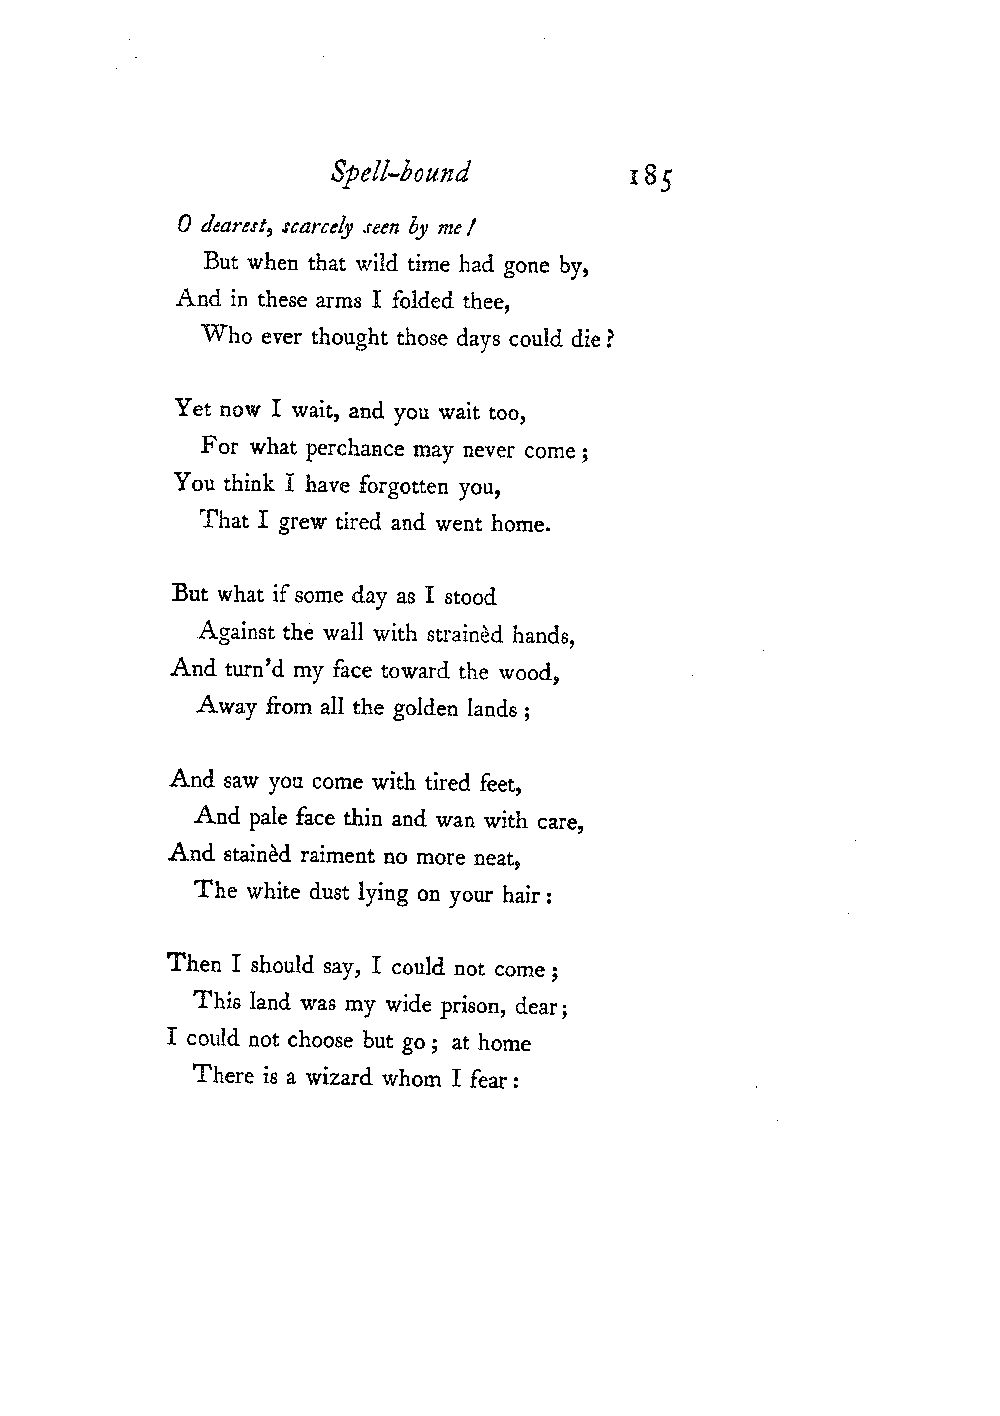 Spell-bound 185
O dearest, scarcely seen by me!
But when that wild time had gone by,
And in these arms I folded thee,
Who ever thought those days could die?
Yet now I wait, and you wait too,
For what perchance may never come;
You think I have forgotten you,
That I grew tired and went home.
But what if some day as I stood
Against the wall with strainèd hands,
And turn'd my face toward the wood,
Away from all the golden lands;
And saw you come with tired feet,
And pale face thin and wan with care,
And stainèd raiment no more neat,
The white dust lying on your hair:
Then I should say, I could not come;
This land was my wide prison, dear;
I could not choose but go; at home
There is a wizard whom I fear: